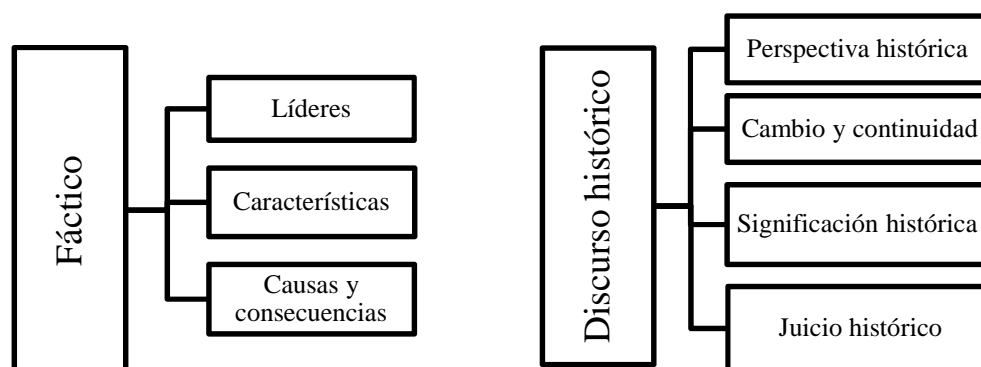 Fáctico
Líderes
Características
Causas y
consecuencias
Discurso histórico
Perspectiva histórica
Cambio y continuidad
Significación histórica
Juicio histórico